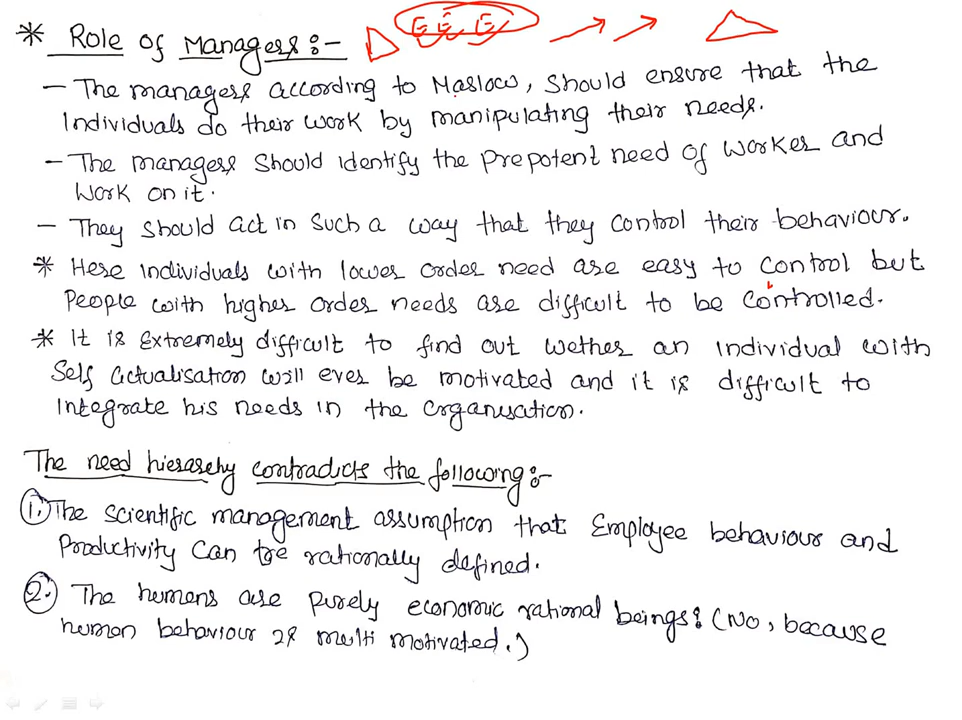 * Role of Managers:-
E E E
- The managers according to Maslow, should ensure that the
Individuals do their work by manipulating their needs.
- The managers should identify the prepotent need of worker and
work on it.
- They should act in such a way that they control their behaviour.
* Here individuals with lower order need are easy to control but
People with higher order needs are difficult to be controlled.
* It is Extremely difficult to find out wether an individual with
Self actualisation will ever be motivated and it is difficult to
integrate his needs in the organisation.
The need hierarchy contradicts the following:-
1. The scientific management assumption that Employee behaviour and
Productivity can be rationally defined.
2. The humens are purely economic rational beings: (No, because
human behaviour is multi motivated.)